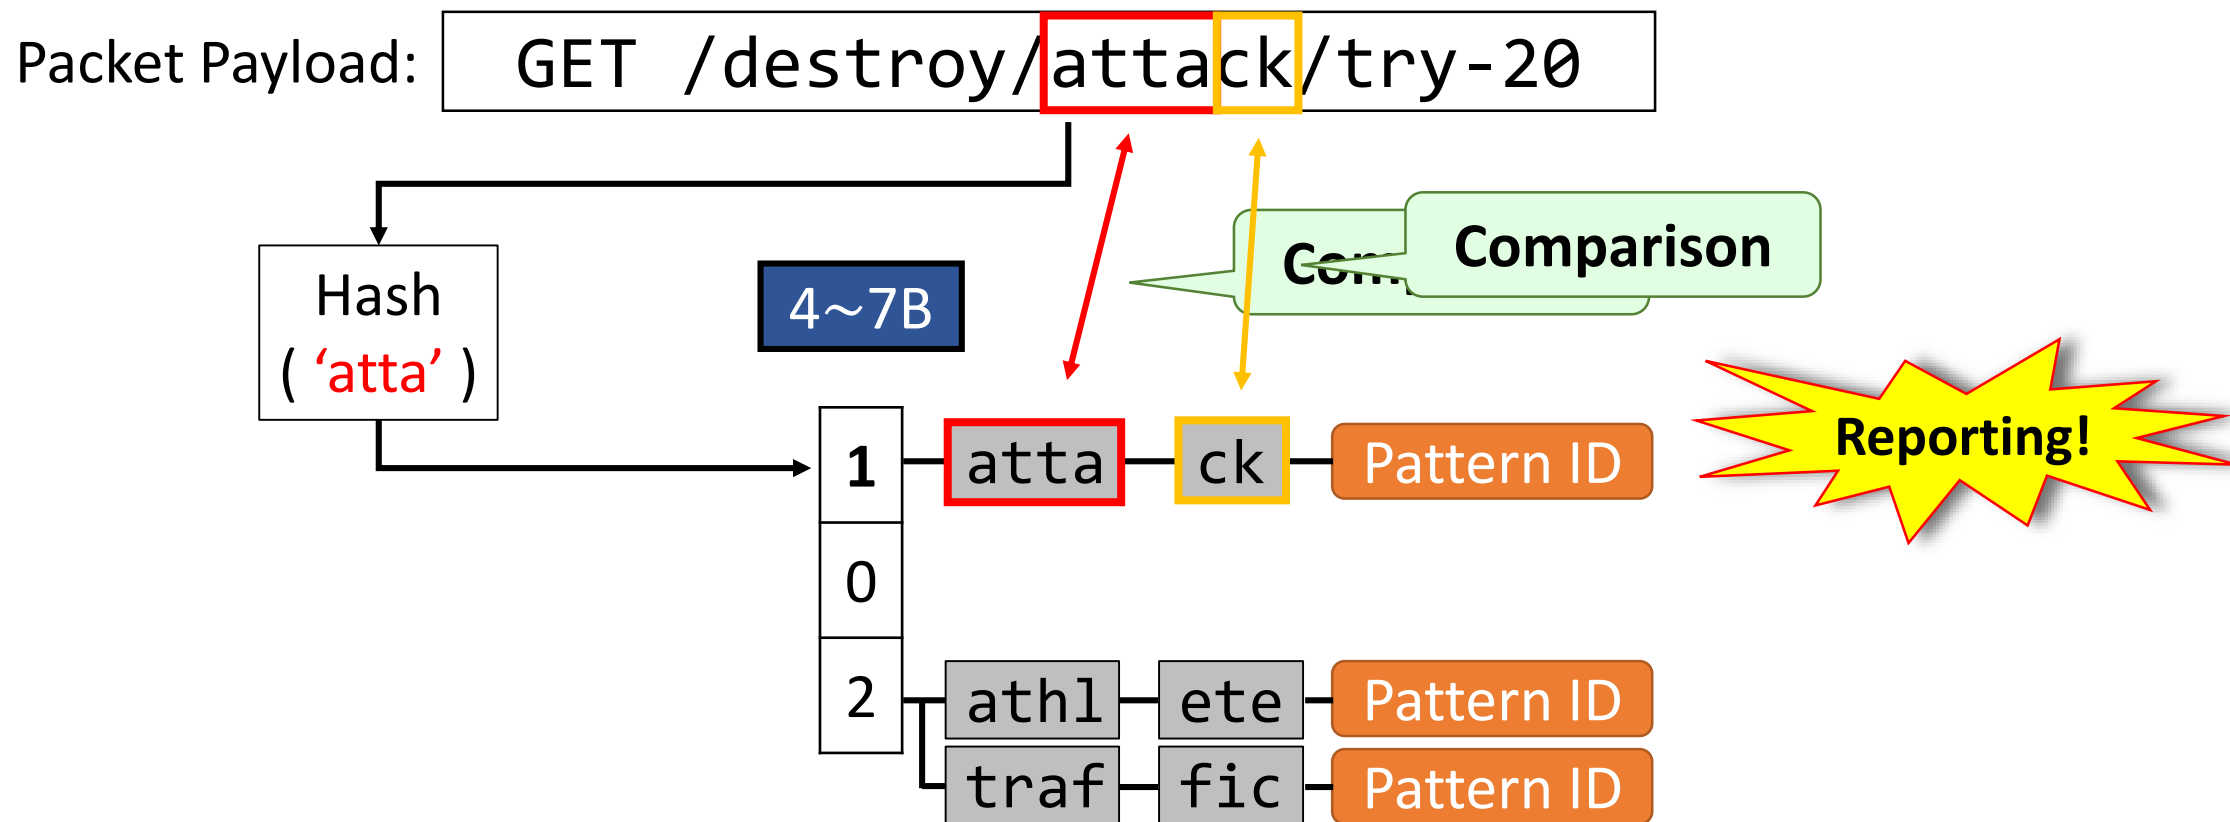 Packet Payload: GET /destroy/attack/try-20
Comparison
Hash
( ‘atta’ )
4~7B
1 atta ck Pattern ID
Reporting!
0
2 athl ete Pattern ID
traf fic Pattern ID